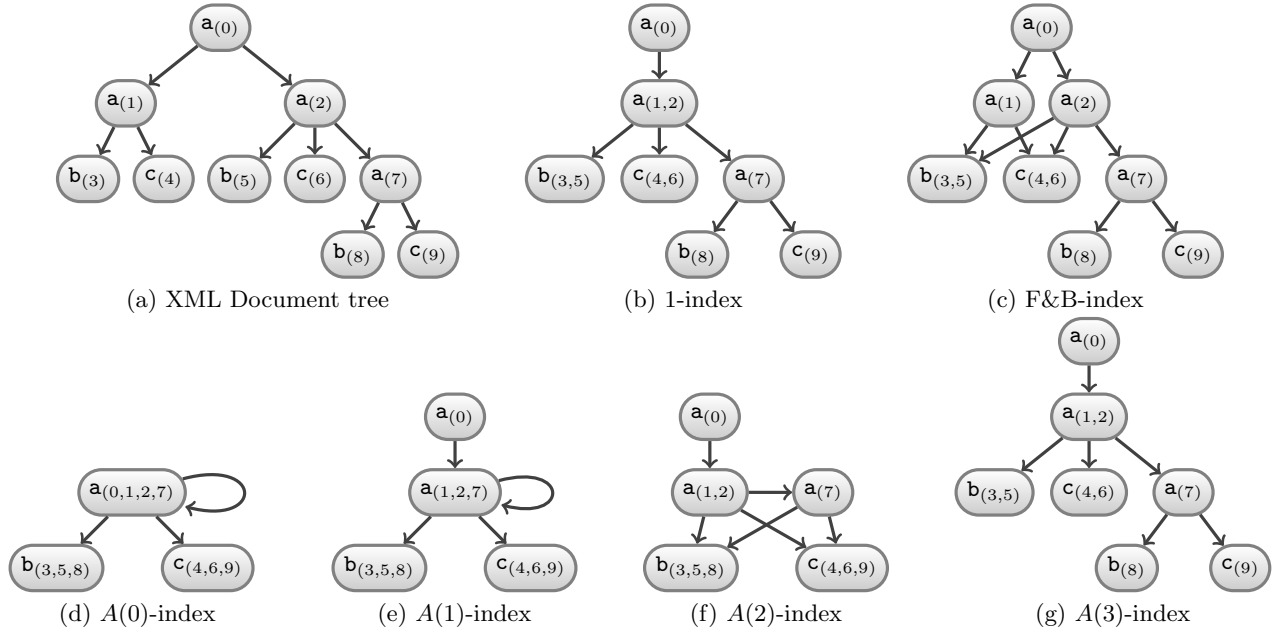 a(0)
a(1) a(2)
b(3) c(4) b(5) c(6) a(7)
b(8) c(9)
(a) XML Document tree
a(0)
a(1,2)
b(3,5) c(4,6) a(7)
b(8) c(9)
(b) 1-index
a(0)
a(1) a(2)
b(3,5) c(4,6) a(7)
b(8) c(9)
(c) F&B-index
a(0,1,2,7)
b(3,5,8) c(4,6,9)
(d) A(0)-index
a(0)
a(1,2,7)
b(3,5,8) c(4,6,9)
(e) A(1)-index
a(0)
a(1,2) a(7)
b(3,5,8) c(4,6,9)
(f) A(2)-index
a(0)
a(1,2)
b(3,5) c(4,6) a(7)
b(8) c(9)
(g) A(3)-index